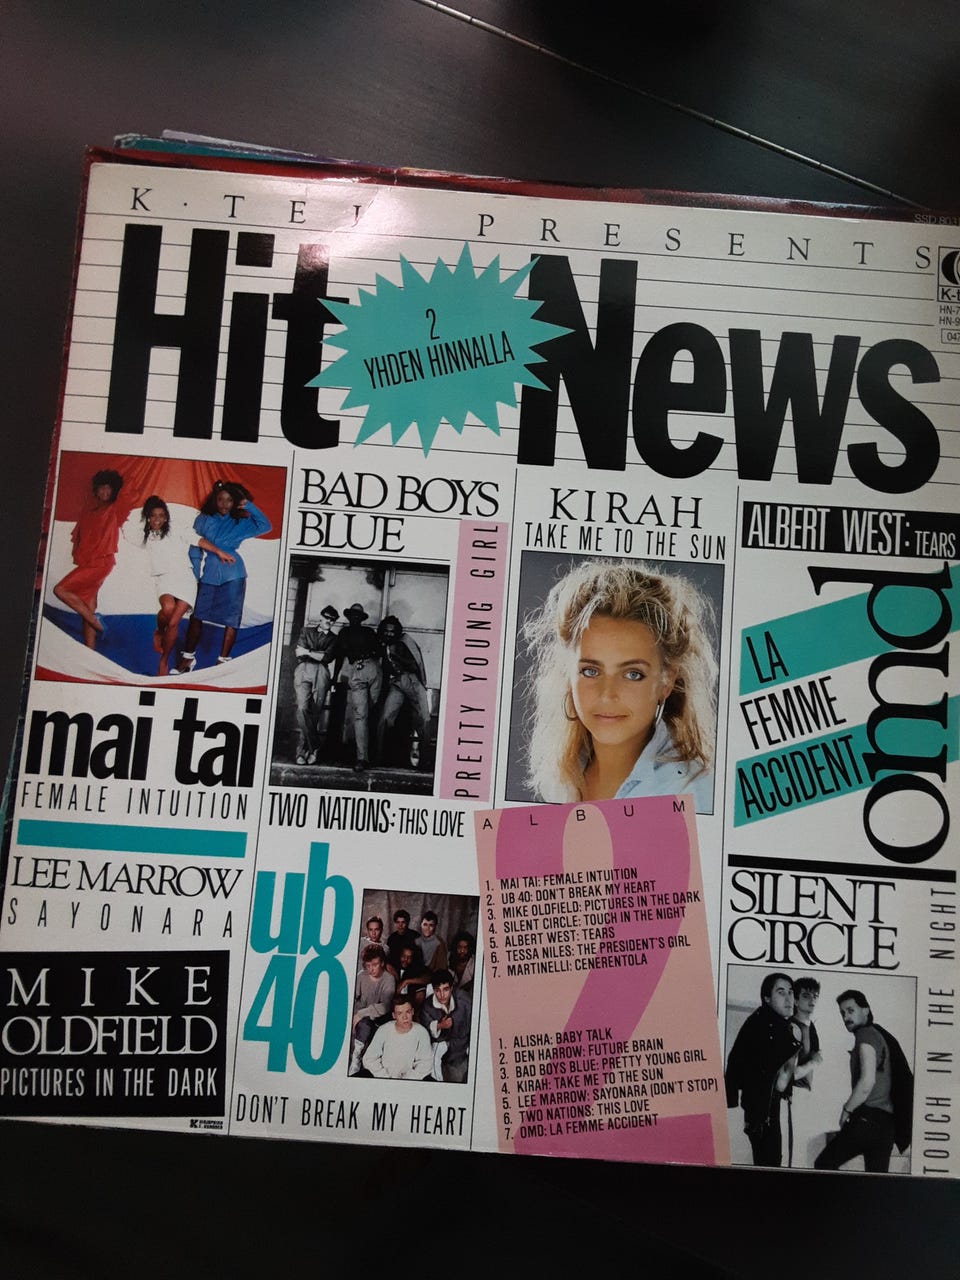 K·TEL PRESENTS
SSD 803
Hit News
2
YHDEN HINNALLA
K-t
HN-7
HN-9
047
mai tai
FEMALE INTUITION
LEE MARROW
SAYONARA
MIKE
OLDFIELD
PICTURES IN THE DARK
BAD BOYS
BLUE
PRETTY YOUNG GIRL
TWO NATIONS: THIS LOVE
ub
40
DON'T BREAK MY HEART
KIRAH
TAKE ME TO THE SUN
ALBUM
2
1. MAI TAI: FEMALE INTUITION
2. UB 40: DON'T BREAK MY HEART
3. MIKE OLDFIELD: PICTURES IN THE DARK
4. SILENT CIRCLE: TOUCH IN THE NIGHT
5. ALBERT WEST: TEARS
6. TESSA NILES: THE PRESIDENT'S GIRL
7. MARTINELLI: CENERENTOLA
1. ALISHA: BABY TALK
2. DEN HARROW: FUTURE BRAIN
3. BAD BOYS BLUE: PRETTY YOUNG GIRL
4. KIRAH: TAKE ME TO THE SUN
5. LEE MARROW: SAYONARA (DON'T STOP)
6. TWO NATIONS: THIS LOVE
7. OMD: LA FEMME ACCIDENT
ALBERT WEST: TEARS
omd
LA
FEMME
ACCIDENT
SILENT
CIRCLE
TOUCH IN THE NIGHT